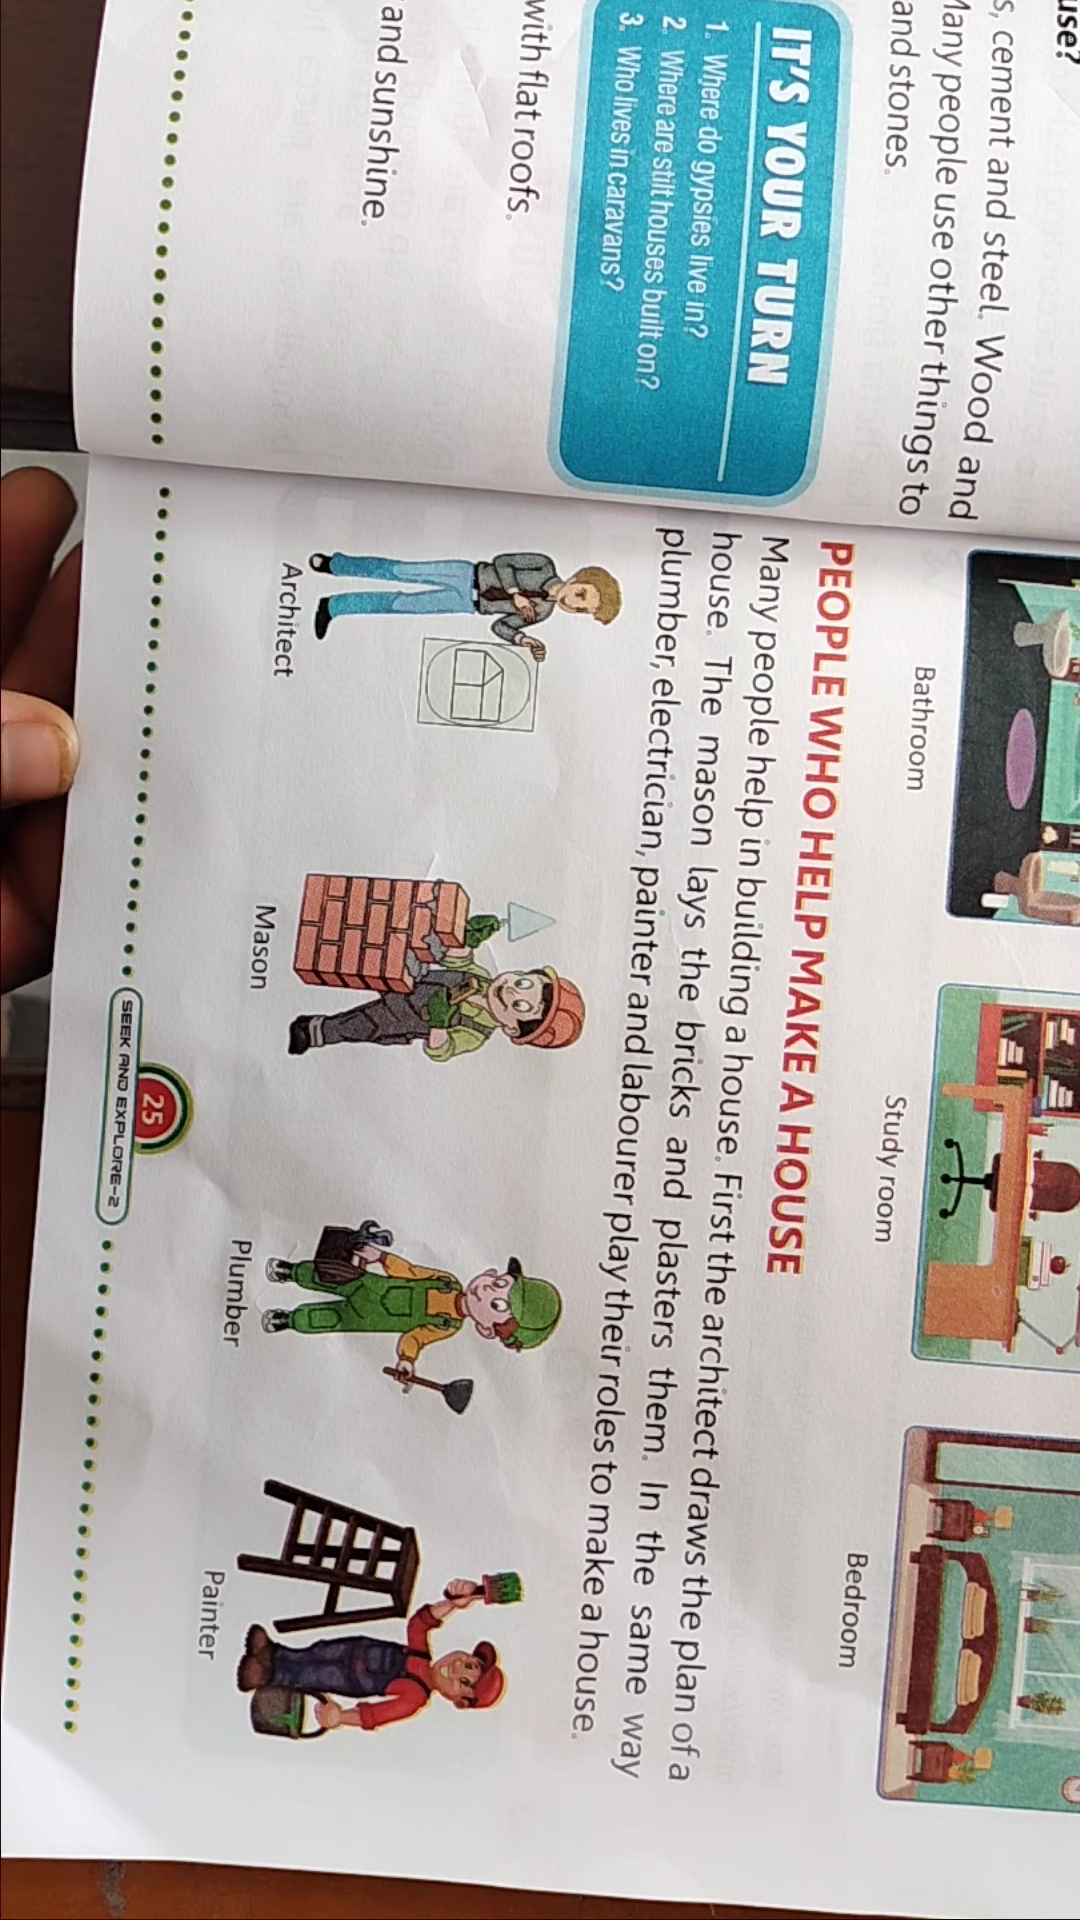 use?
s, cement and steel. Wood and
Many people use other things to
and stones.
IT'S YOUR TURN
1. Where do gypsies live in?
2. Where are stilt houses built on?
3. Who lives in caravans?
with flat roofs.
and sunshine.
Bathroom
Study room
Bedroom
PEOPLE WHO HELP MAKE A HOUSE
Many people help in building a house. First the architect draws the plan of a
house. The mason lays the bricks and plasters them. In the same way
plumber, electrician, painter and labourer play their roles to make a house.
Architect
Mason
Plumber
Painter
25
SEEK AND EXPLORE-2